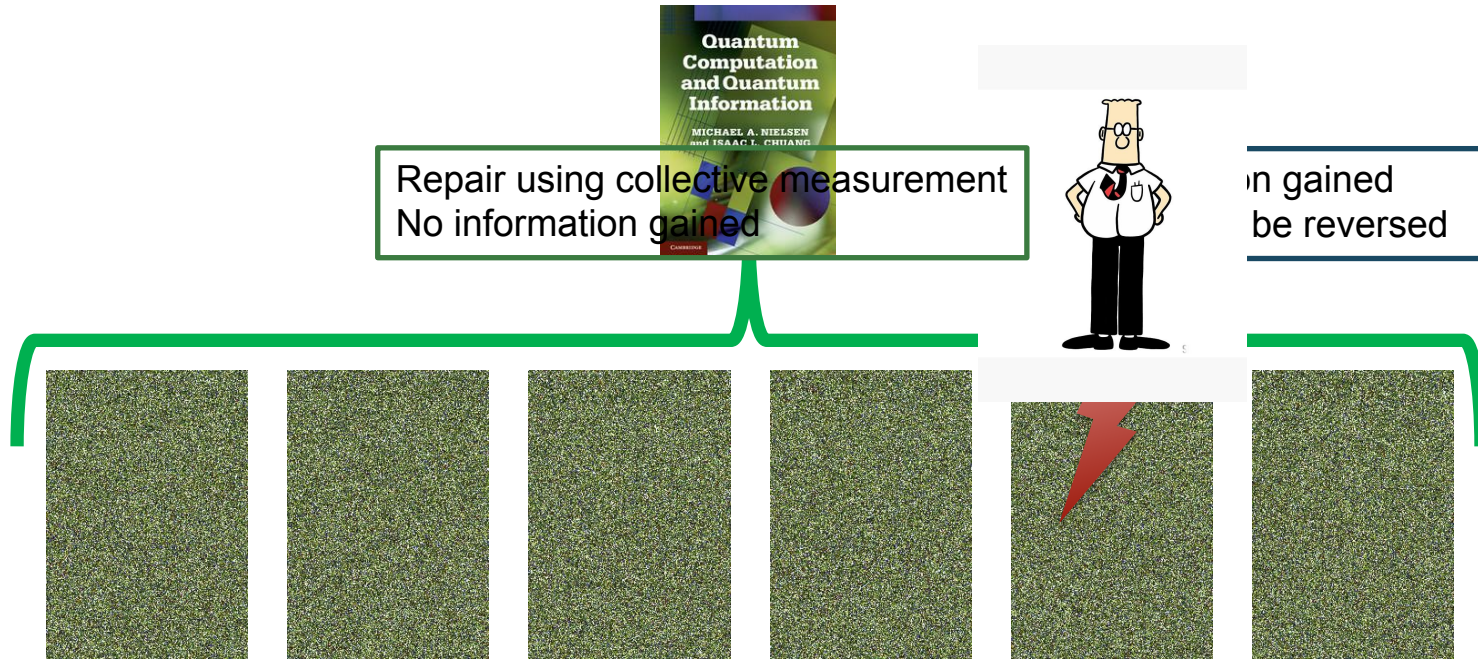 Quantum
Computation
and Quantum
Information
MICHAEL A. NIELSEN
and ISAAC L. CHUANG
Repair using collective measurement
No information gained
CAMBRIDGE
gained
be reversed